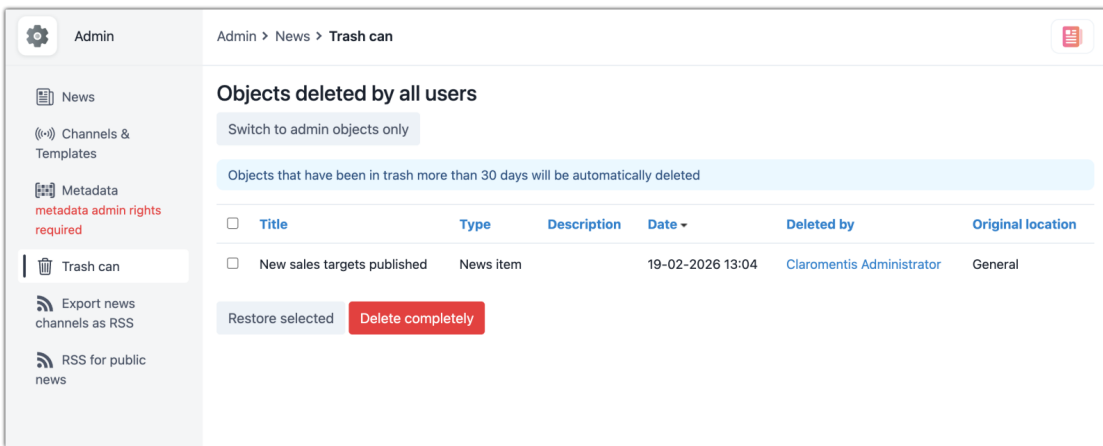 Admin
Admin > News > Trash can
News
Channels &
Templates
Metadata
metadata admin rights
required
Trash can
Export news
channels as RSS
RSS for public
news
Objects deleted by all users
Switch to admin objects only
Objects that have been in trash more than 30 days will be automatically deleted
Title Type Description Date Deleted by Original location
New sales targets published News item 19-02-2026 13:04 Claromentis Administrator General
Restore selected Delete completely